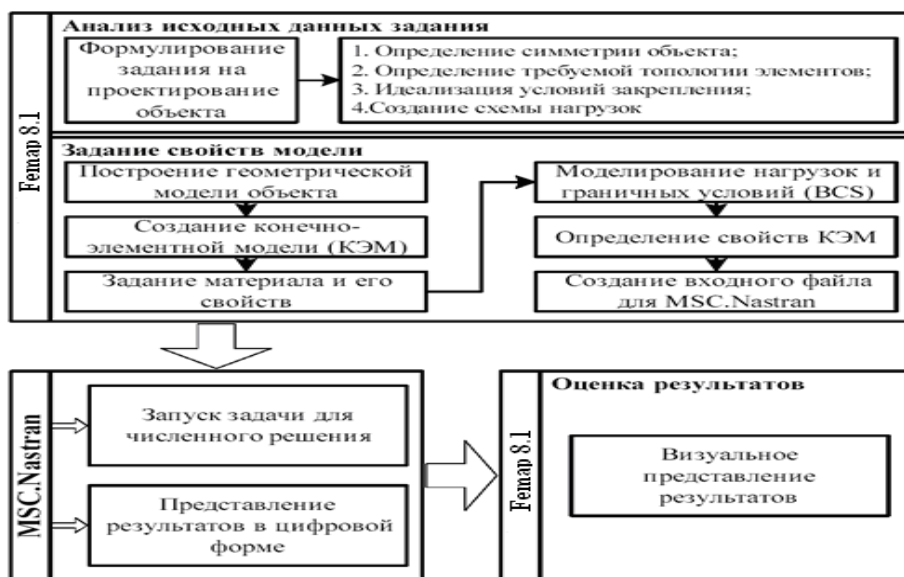 Анализ исходных данных задания
Формулирование
задания на
проектирование
объекта
1. Определение симметрии объекта;
2. Определение требуемой топологии элементов;
3. Идеализация условий закрепления;
4.Создание схемы нагрузок
Femap 8.1
Задание свойств модели
Построение геометрической
модели объекта
Создание конечно-
элементной модели (КЭМ)
Задание материала и его
свойств
Моделирование нагрузок и
граничных условий (BCS)
Определение свойств КЭМ
Создание входного файла
для MSC.Nastran
MSC.Nastran
Запуск задачи для
численного решения
Представление
результатов в цифровой
форме
Femap 8.1
Оценка результатов
Визуальное
представление
результатов